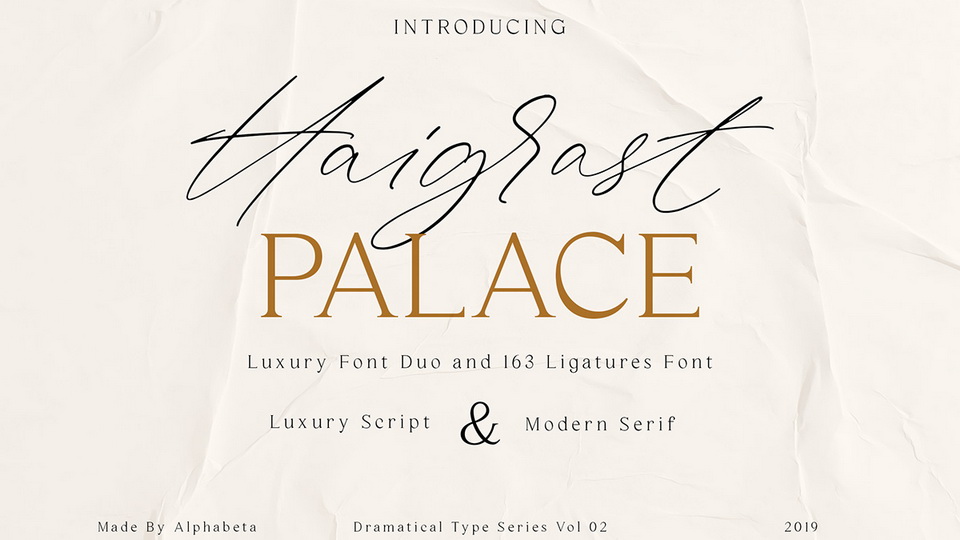 INTRODUCING
Haigrast
PALACE
Luxury Font Duo and 163 Ligatures Font
Luxury Script & Modern Serif
Made By Alphabeta Dramatical Type Series Vol 02 2019